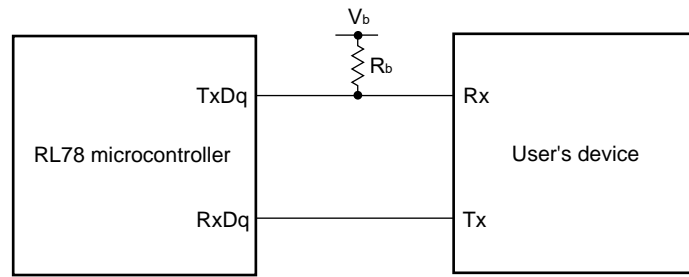 Vb
Rb
TxDq
Rx
RL78 microcontroller
User's device
RxDq
Tx